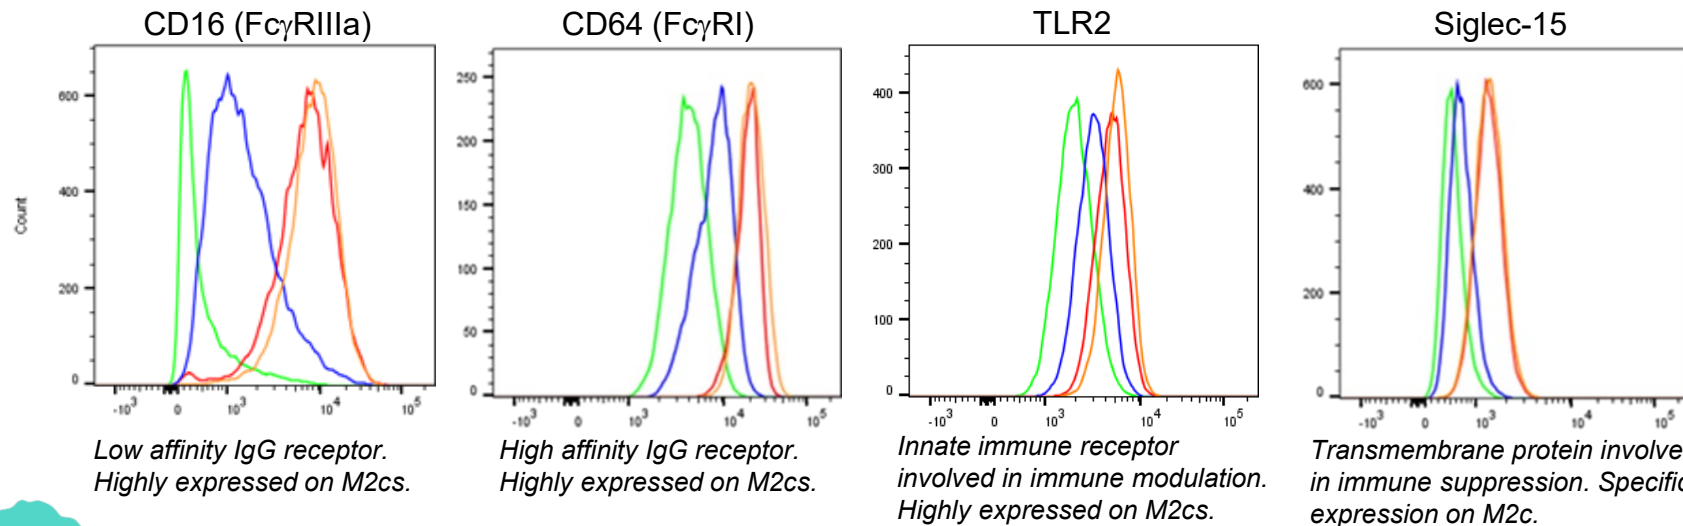 CD16 (FcγRIIIa)
CD64 (FcγRI)
TLR2
Siglec-15
Count
600
400
200
0
-10³ 0 10³ 10⁴ 10⁵
250
200
150
100
50
0
-10³ 0 10³ 10⁴ 10⁵
400
300
200
100
0
-10³ 0 10³ 10⁴ 10⁵
600
400
200
0
-10³ 0 10³ 10⁴ 10⁵
Low affinity IgG receptor.
Highly expressed on M2cs.
High affinity IgG receptor.
Highly expressed on M2cs.
Innate immune receptor
involved in immune modulation.
Highly expressed on M2cs.
Transmembrane protein involve
in immune suppression. Specific
expression on M2c.